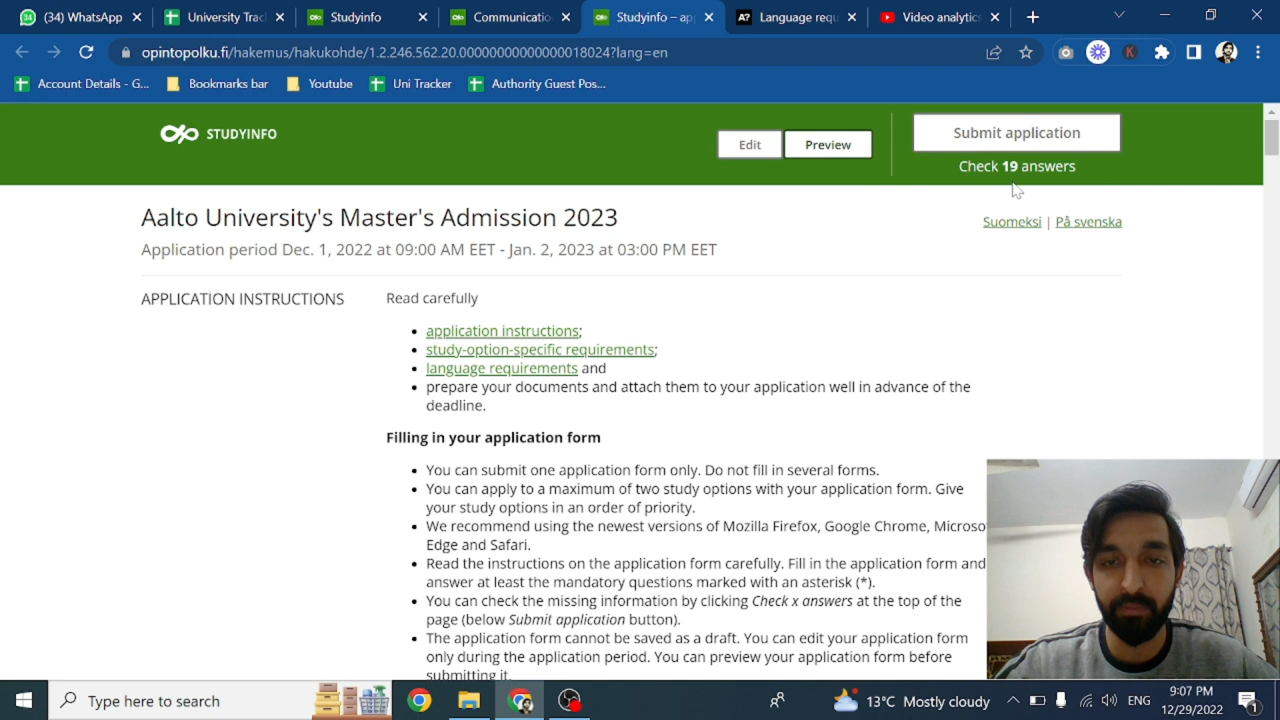 (34) WhatsApp
University Trac
Studyinfo
Communicatio
Studyinfo – ap
A?
Language requ
Video analytic
opintopolku.fi/hakemus/hakukohde/1.2.246.562.20.00000000000000018024?lang=en
K
Account Details - G...
Bookmarks bar
Youtube
Uni Tracker
Authority Guest Pos...
STUDYINFO
Edit
Preview
Submit application
Check 19 answers
Aalto University's Master's Admission 2023
Suomeksi | På svenska
Application period Dec. 1, 2022 at 09:00 AM EET - Jan. 2, 2023 at 03:00 PM EET
APPLICATION INSTRUCTIONS
Read carefully
• application instructions;
• study-option-specific requirements;
• language requirements and
• prepare your documents and attach them to your application well in advance of the
deadline.
Filling in your application form
• You can submit one application form only. Do not fill in several forms.
• You can apply to a maximum of two study options with your application form. Give
your study options in an order of priority.
• We recommend using the newest versions of Mozilla Firefox, Google Chrome, Microso
Edge and Safari.
• Read the instructions on the application form carefully. Fill in the application form and
answer at least the mandatory questions marked with an asterisk (*).
• You can check the missing information by clicking Check x answers at the top of the
page (below Submit application button).
• The application form cannot be saved as a draft. You can edit your application form
only during the application period. You can preview your application form before
submitting it.
Type here to search
13°C Mostly cloudy
ENG
9:07 PM
12/29/2022
1